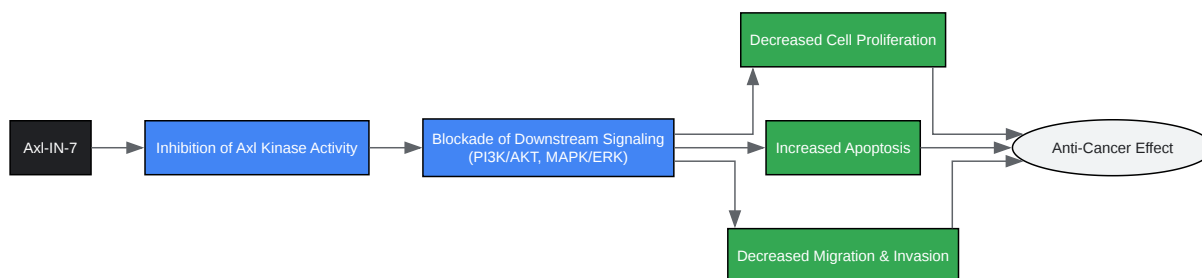 Axl-IN-7
Inhibition of Axl Kinase Activity
Blockade of Downstream Signaling
(PI3K/AKT, MAPK/ERK)
Decreased Cell Proliferation
Increased Apoptosis
Decreased Migration & Invasion
Anti-Cancer Effect